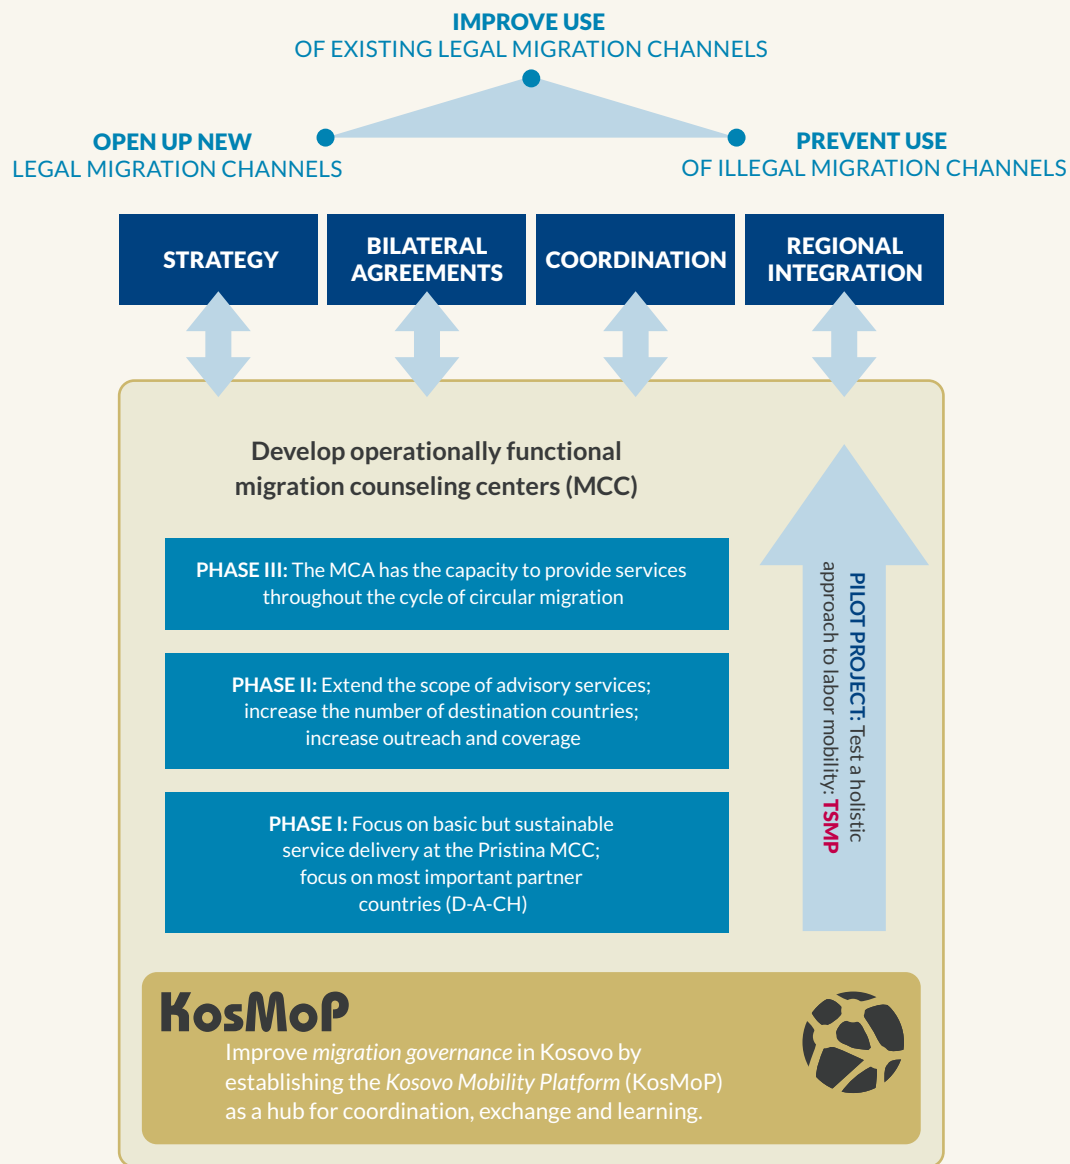 IMPROVE USE
OF EXISTING LEGAL MIGRATION CHANNELS
OPEN UP NEW
LEGAL MIGRATION CHANNELS
PREVENT USE
OF ILLEGAL MIGRATION CHANNELS
STRATEGY
BILATERAL
AGREEMENTS
COORDINATION
REGIONAL
INTEGRATION
Develop operationally functional
migration counseling centers (MCC)
PHASE III: The MCA has the capacity to provide services
throughout the cycle of circular migration
PHASE II: Extend the scope of advisory services;
increase the number of destination countries;
increase outreach and coverage
PHASE I: Focus on basic but sustainable
service delivery at the Pristina MCC;
focus on most important partner
countries (D-A-CH)
PILOT PROJECT: Test a holistic
approach to labor mobility: TSMP
KosMoP
Improve migration governance in Kosovo by
establishing the Kosovo Mobility Platform (KosMoP)
as a hub for coordination, exchange and learning.